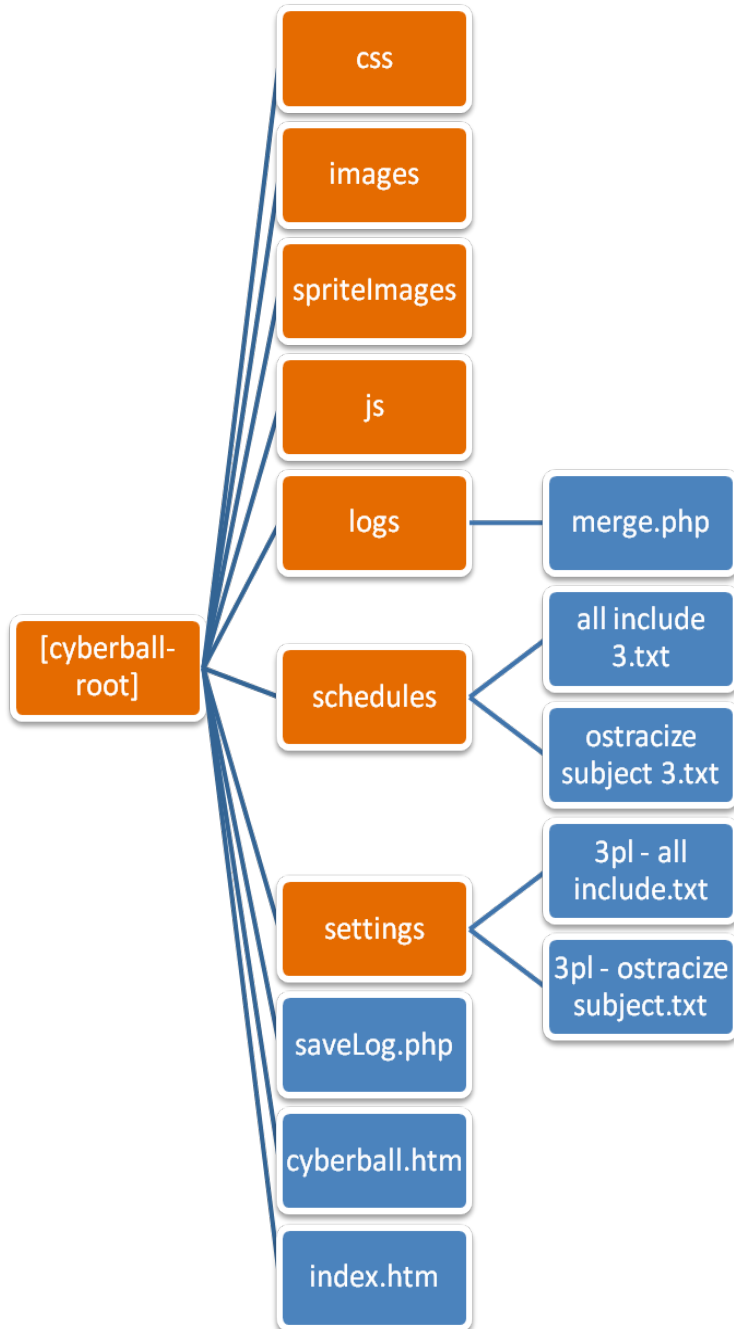 css
images
spriteImages
js
logs
merge.php
all include
3.txt
[cyberball-
root]
schedules
ostracize
subject 3.txt
3pl - all
include.txt
settings
3pl - ostracize
subject.txt
saveLog.php
cyberball.htm
index.htm